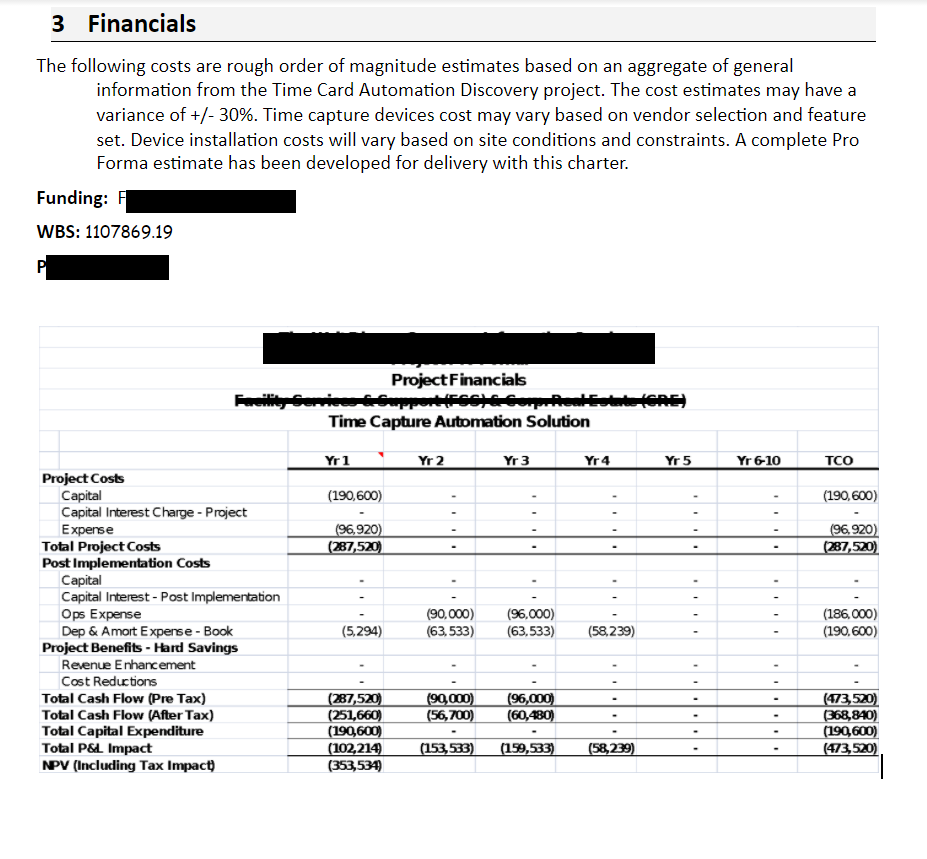 3 Financials
The following costs are rough order of magnitude estimates based on an aggregate of general
information from the Time Card Automation Discovery project. The cost estimates may have a
variance of +/- 30%. Time capture devices cost may vary based on vendor selection and feature
set. Device installation costs will vary based on site conditions and constraints. A complete Pro
Forma estimate has been developed for delivery with this charter.
Funding: F
WBS: 1107869.19
P
Project Financials
Facility Services & Support (FSS) & Corp. Real Estate (CRE)
Time Capture Automation Solution
Yr 1 Yr 2 Yr 3 Yr 4 Yr 5 Yr 6-10 TCO
Project Costs
Capital (190,600) - - - - - (190,600)
Capital Interest Charge - Project - - - - - - -
Expense (96,920) - - - - - (96,920)
Total Project Costs (287,520) - - - - - (287,520)
Post Implementation Costs
Capital - - - - - - -
Capital Interest - Post Implementation - - - - - - -
Ops Expense - (90,000) (96,000) - - - (186,000)
Dep & Amort Expense - Book (5,294) (63,533) (63,533) (58,239) - - (190,600)
Project Benefits - Hard Savings
Revenue Enhancement - - - - - - -
Cost Reductions - - - - - - -
Total Cash Flow (Pre Tax) (287,520) (90,000) (96,000) - - - (473,520)
Total Cash Flow (After Tax) (251,660) (56,700) (60,480) - - - (368,840)
Total Capital Expenditure (190,600) - - - - - (190,600)
Total P&L Impact (102,214) (153,533) (159,533) (58,239) - - (473,520)
NPV (Including Tax Impact) (353,534)